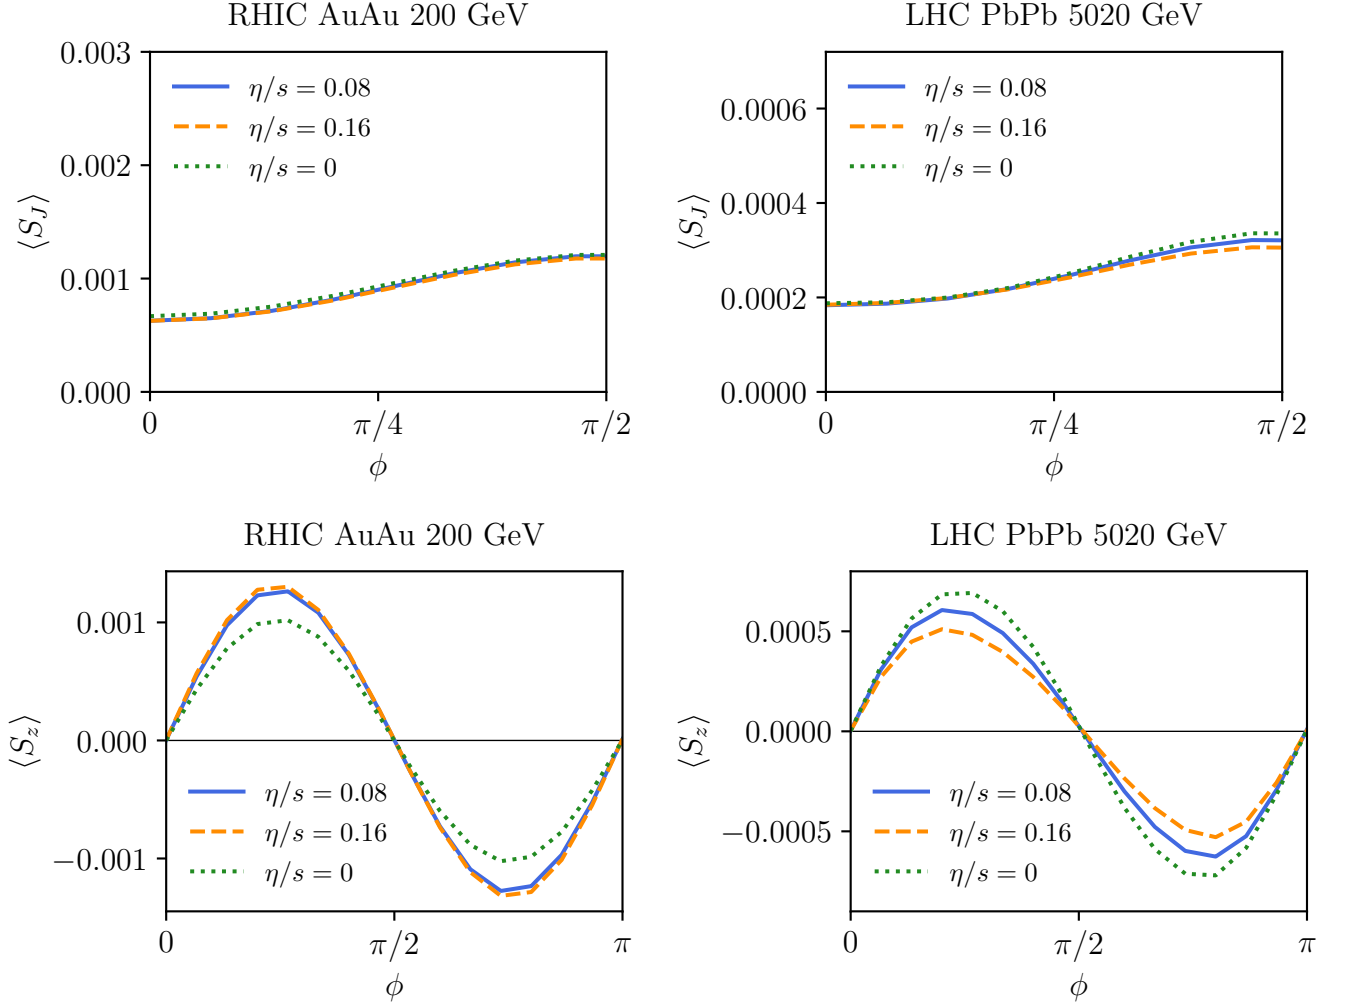 RHIC AuAu 200 GeV
⟨S_J⟩
0.003
0.002
0.001
0.000
η/s = 0.08
η/s = 0.16
η/s = 0
0
π/4
π/2
ϕ
LHC PbPb 5020 GeV
⟨S_J⟩
0.0006
0.0004
0.0002
0.0000
η/s = 0.08
η/s = 0.16
η/s = 0
0
π/4
π/2
ϕ
RHIC AuAu 200 GeV
⟨S_z⟩
0.001
0.000
−0.001
η/s = 0.08
η/s = 0.16
η/s = 0
0
π/2
π
ϕ
LHC PbPb 5020 GeV
⟨S_z⟩
0.0005
0.0000
−0.0005
η/s = 0.08
η/s = 0.16
η/s = 0
0
π/2
π
ϕ